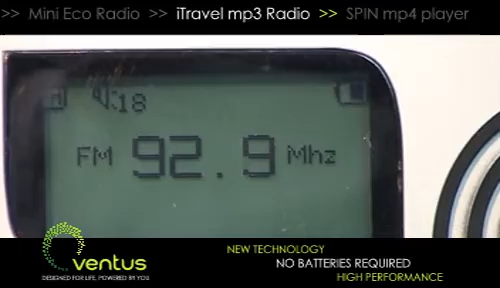 >> Mini Eco Radio >> iTravel mp3 Radio >> SPIN mp4 player
18
FM 92.9 Mhz
NEW TECHNOLOGY
NO BATTERIES REQUIRED
HIGH PERFORMANCE
ventus
DESIGNED FOR LIFE, POWERED BY YOU